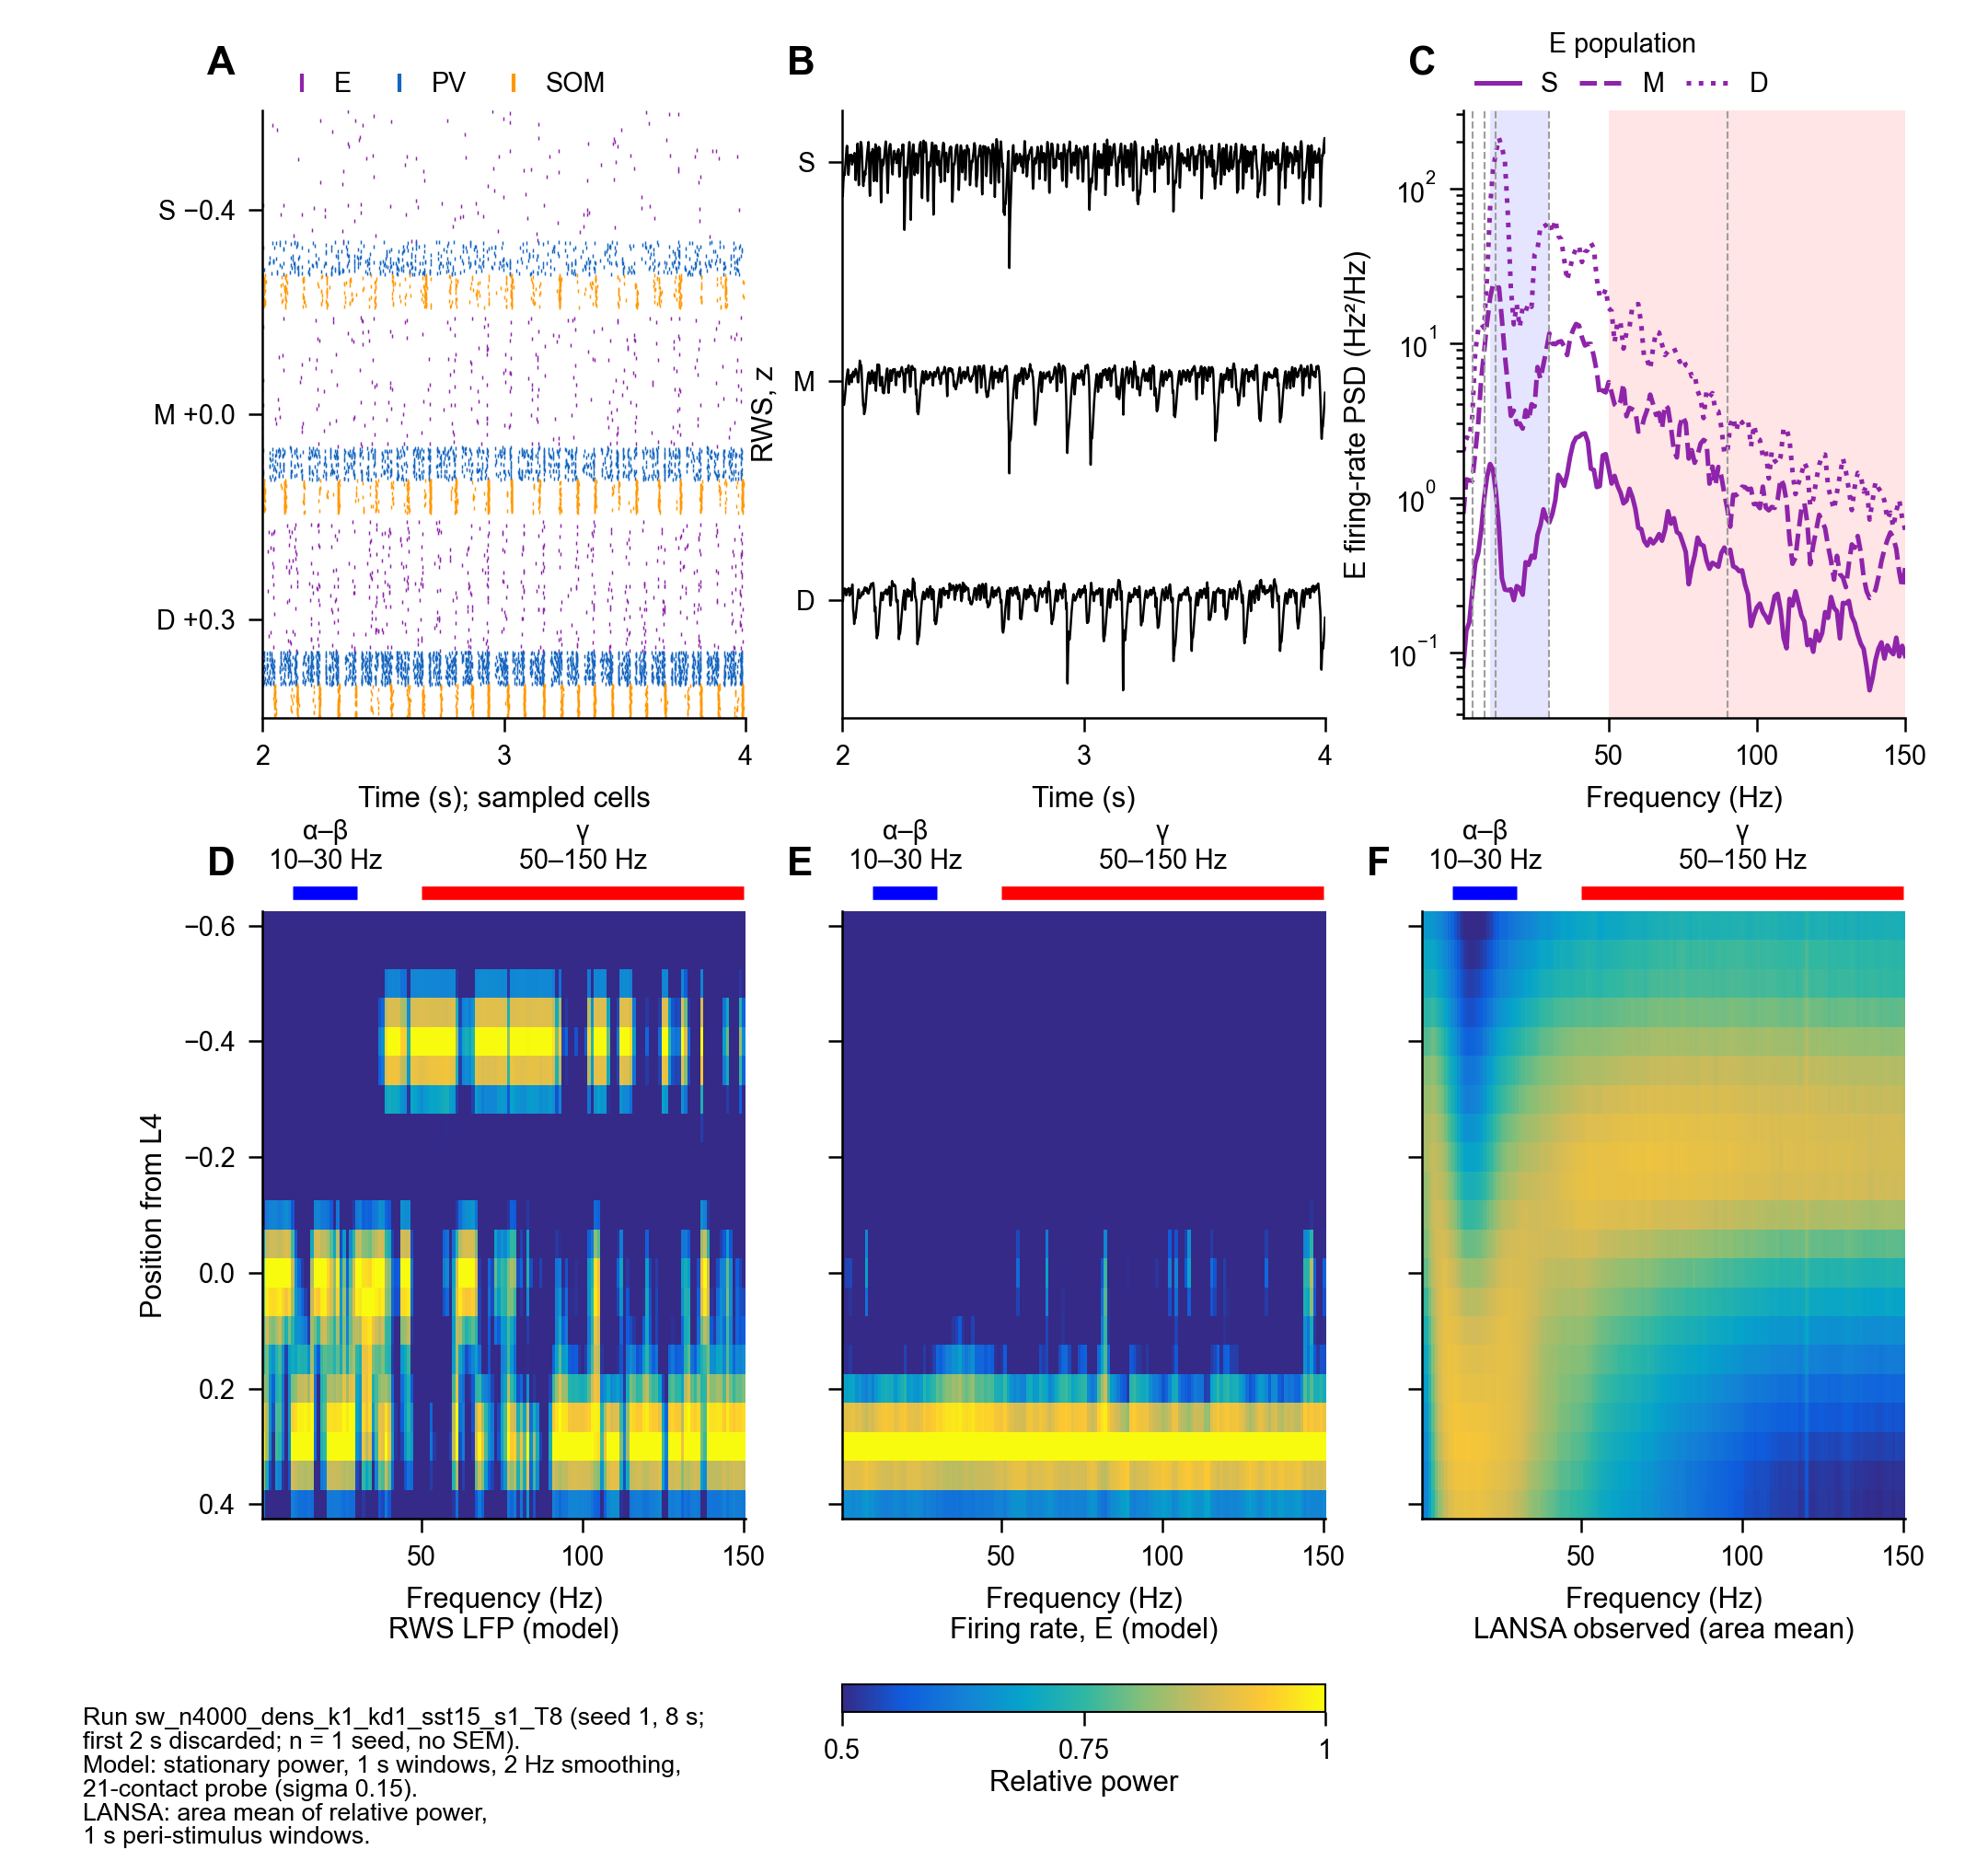 A
E PV SOM
S −0.4
M +0.0
D +0.3
2 3 4
Time (s); sampled cells
B
RWS, z
S
M
D
2 3 4
Time (s)
C
E population
S M D
E firing-rate PSD (Hz²/Hz)
10²
10¹
10⁰
10⁻¹
50 100 150
Frequency (Hz)
D
α–β
10–30 Hz
γ
50–150 Hz
Position from L4
−0.6
−0.4
−0.2
0.0
0.2
0.4
50 100 150
Frequency (Hz)
RWS LFP (model)
E
α–β
10–30 Hz
γ
50–150 Hz
50 100 150
Frequency (Hz)
Firing rate, E (model)
F
α–β
10–30 Hz
γ
50–150 Hz
50 100 150
Frequency (Hz)
LANSA observed (area mean)
0.5 0.75 1
Relative power
Run sw_n4000_dens_k1_kd1_sst15_s1_T8 (seed 1, 8 s;
first 2 s discarded; n = 1 seed, no SEM).
Model: stationary power, 1 s windows, 2 Hz smoothing,
21-contact probe (sigma 0.15).
LANSA: area mean of relative power,
1 s peri-stimulus windows.